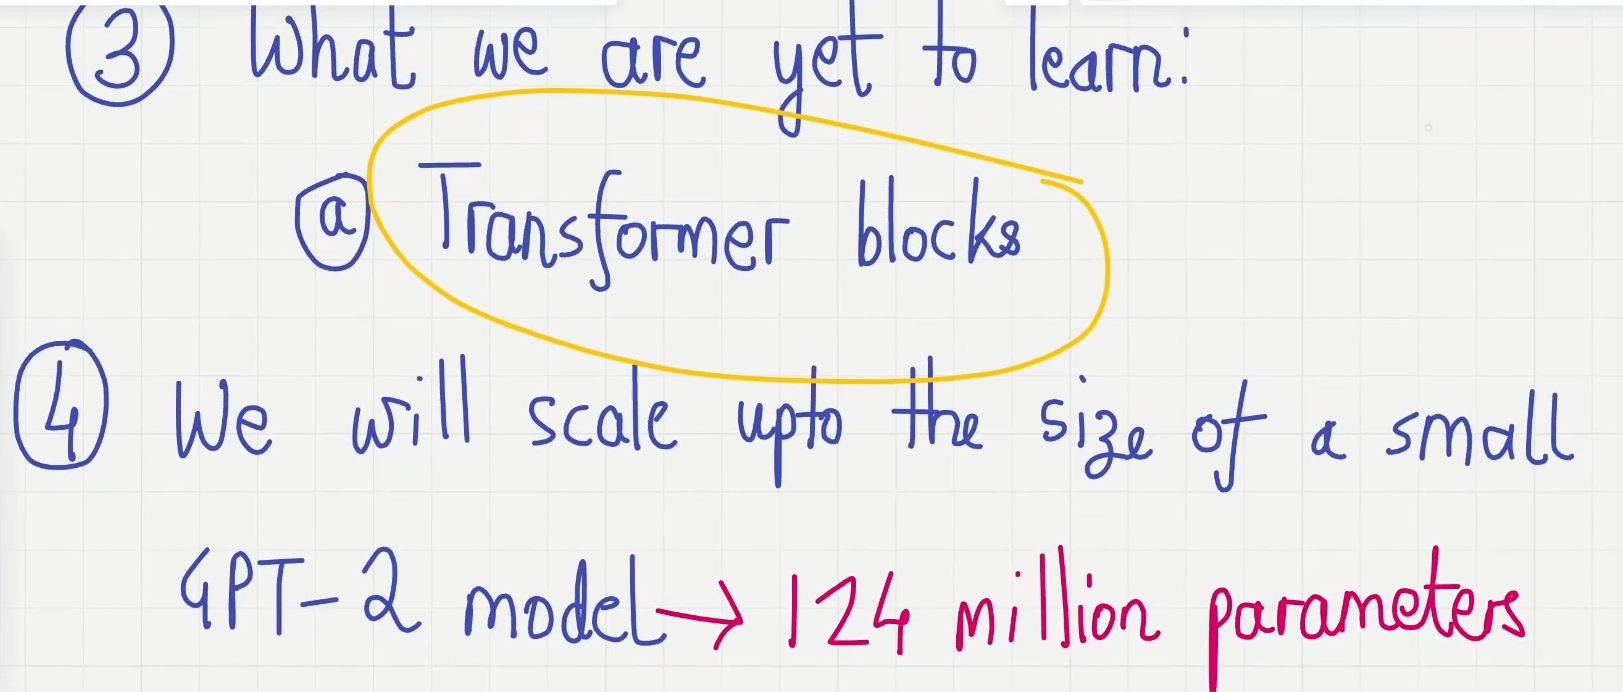 ③ What we are yet to learn:
ⓐ Transformer blocks
④ We will scale upto the size of a small
GPT-2 model → 124 million parameters